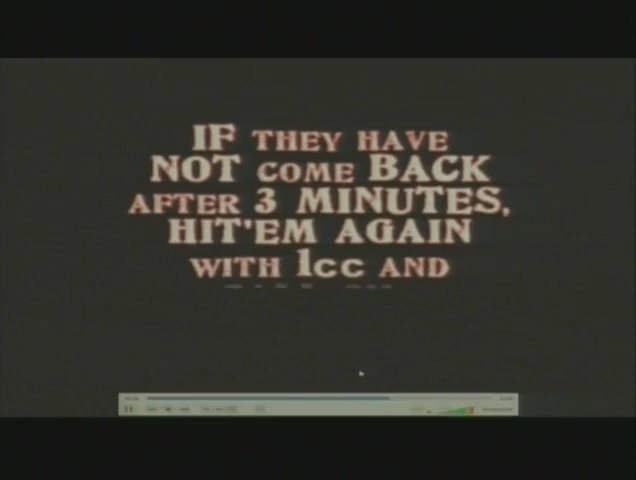 IF THEY HAVE
NOT COME BACK
AFTER 3 MINUTES,
HIT'EM AGAIN
WITH 1cc AND